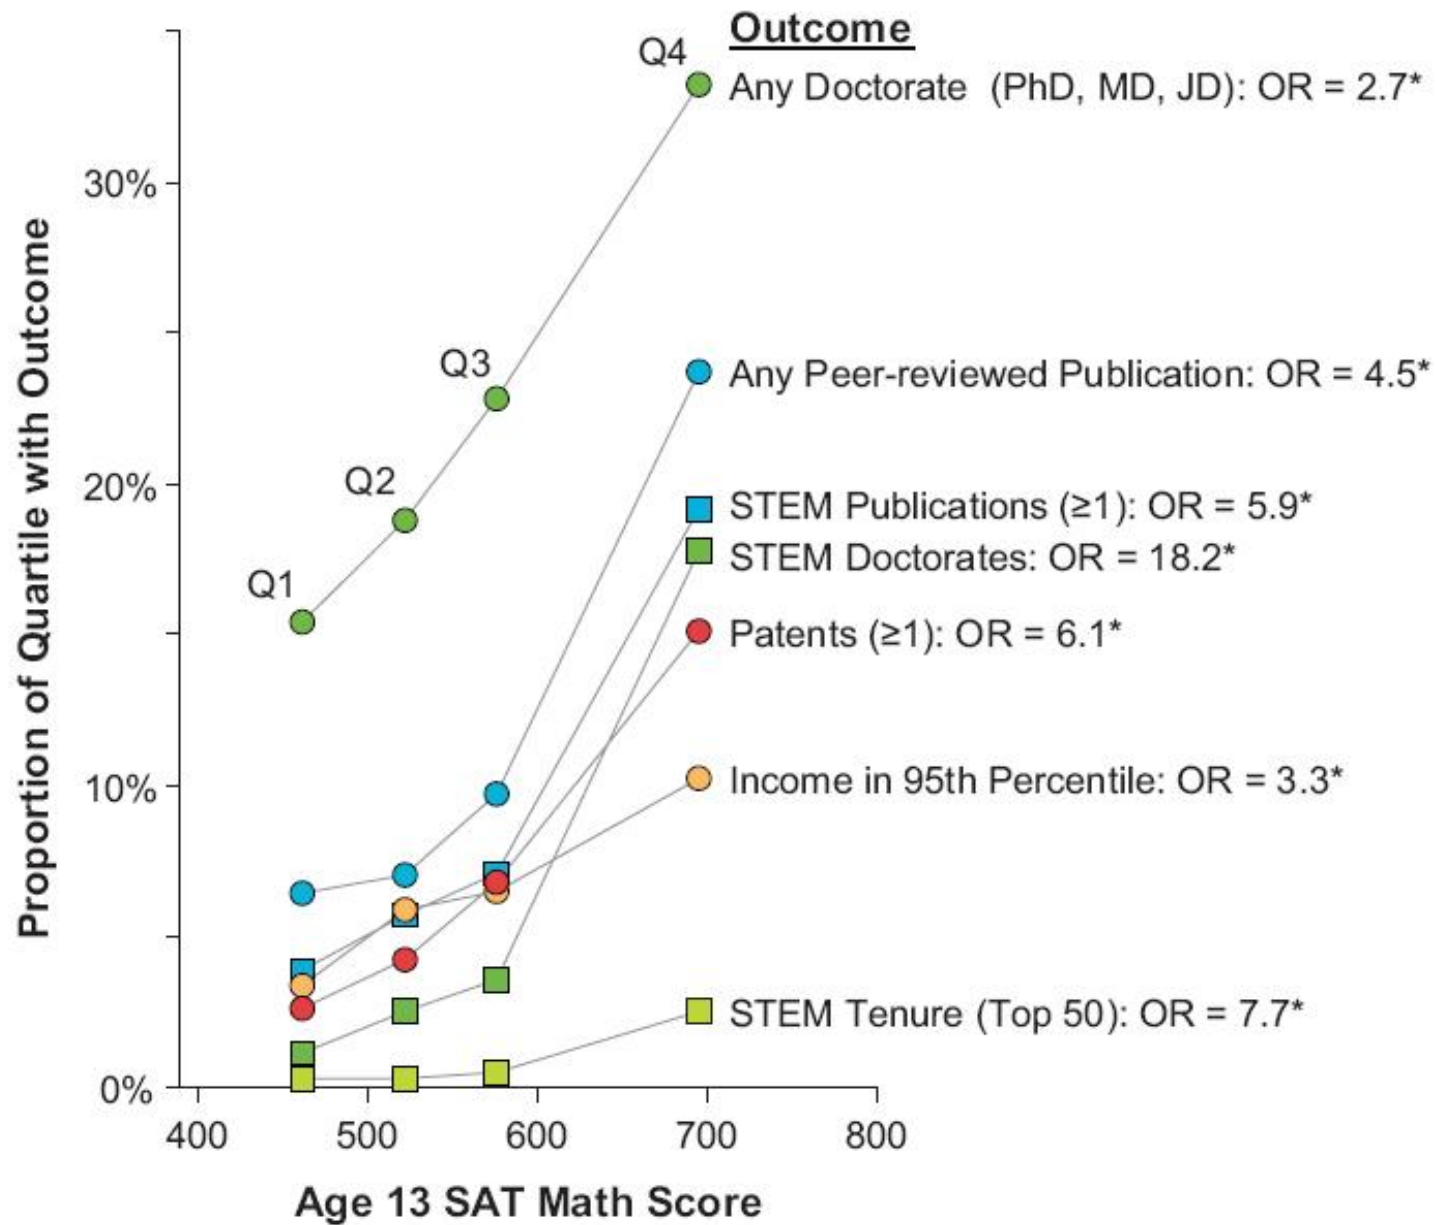 Outcome
Q4
Any Doctorate (PhD, MD, JD): OR = 2.7*
30%
Q3
Any Peer-reviewed Publication: OR = 4.5*
Q2
20%
STEM Publications (≥1): OR = 5.9*
STEM Doctorates: OR = 18.2*
Q1
Patents (≥1): OR = 6.1*
10%
Income in 95th Percentile: OR = 3.3*
STEM Tenure (Top 50): OR = 7.7*
0%
400 500 600 700 800
Age 13 SAT Math Score
Proportion of Quartile with Outcome